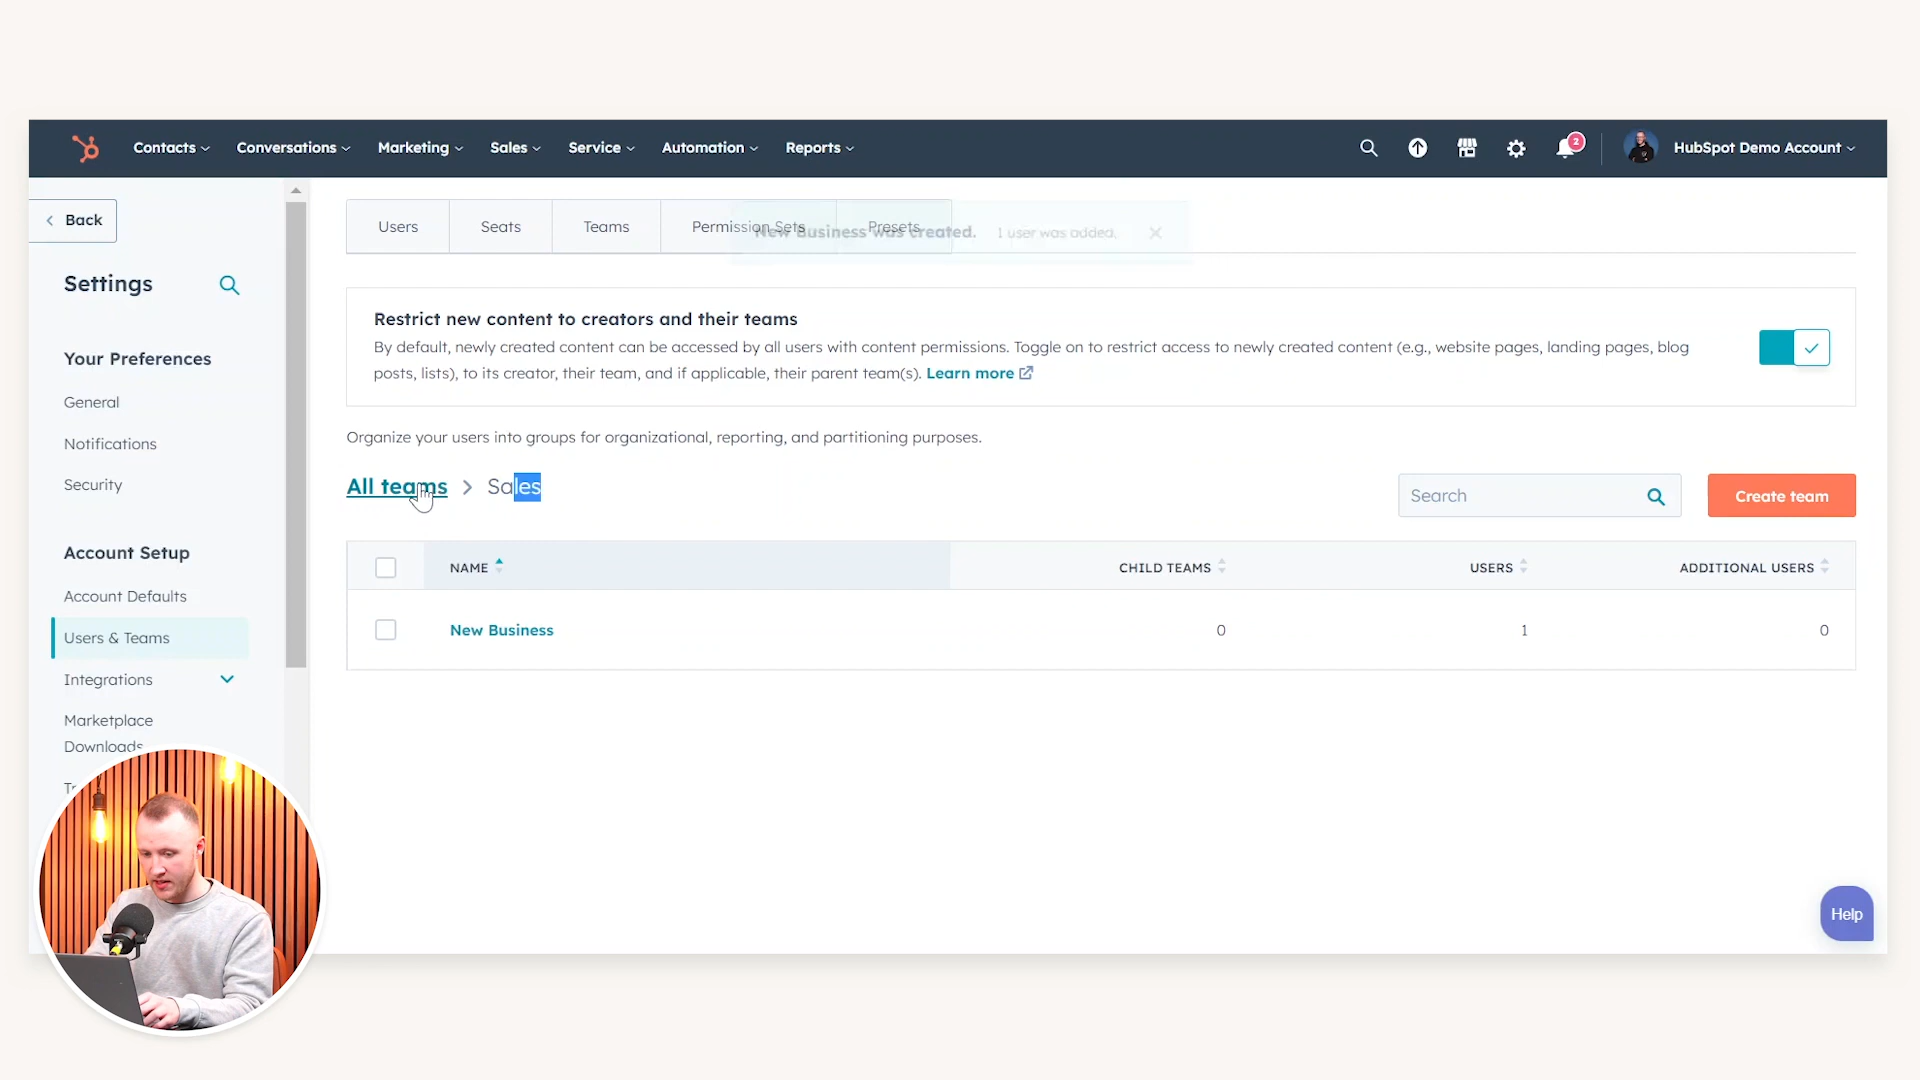 Contacts
Conversations
Marketing
Sales
Service
Automation
Reports
2
HubSpot Demo Account
Back
Users
Seats
Teams
Permission Sets
Presets
New Business was created. 1 user was added.
Settings
Your Preferences
General
Notifications
Security
Account Setup
Account Defaults
Users & Teams
Integrations
Marketplace
Downloads
Tr
Restrict new content to creators and their teams
By default, newly created content can be accessed by all users with content permissions. Toggle on to restrict access to newly created content (e.g., website pages, landing pages, blog
posts, lists), to its creator, their team, and if applicable, their parent team(s). Learn more
Organize your users into groups for organizational, reporting, and partitioning purposes.
All teams > Sales
Search
Create team
NAME CHILD TEAMS USERS ADDITIONAL USERS
New Business 0 1 0
Help